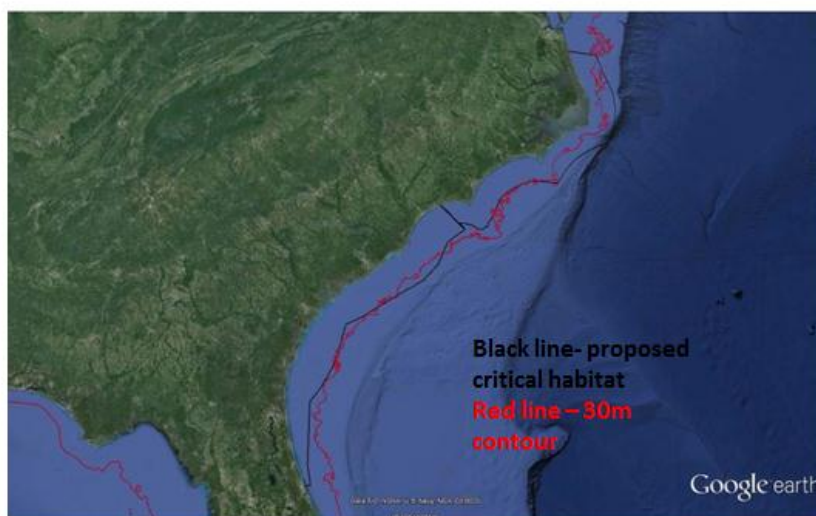 Black line- proposed
critical habitat
Red line – 30m
contour
Google earth